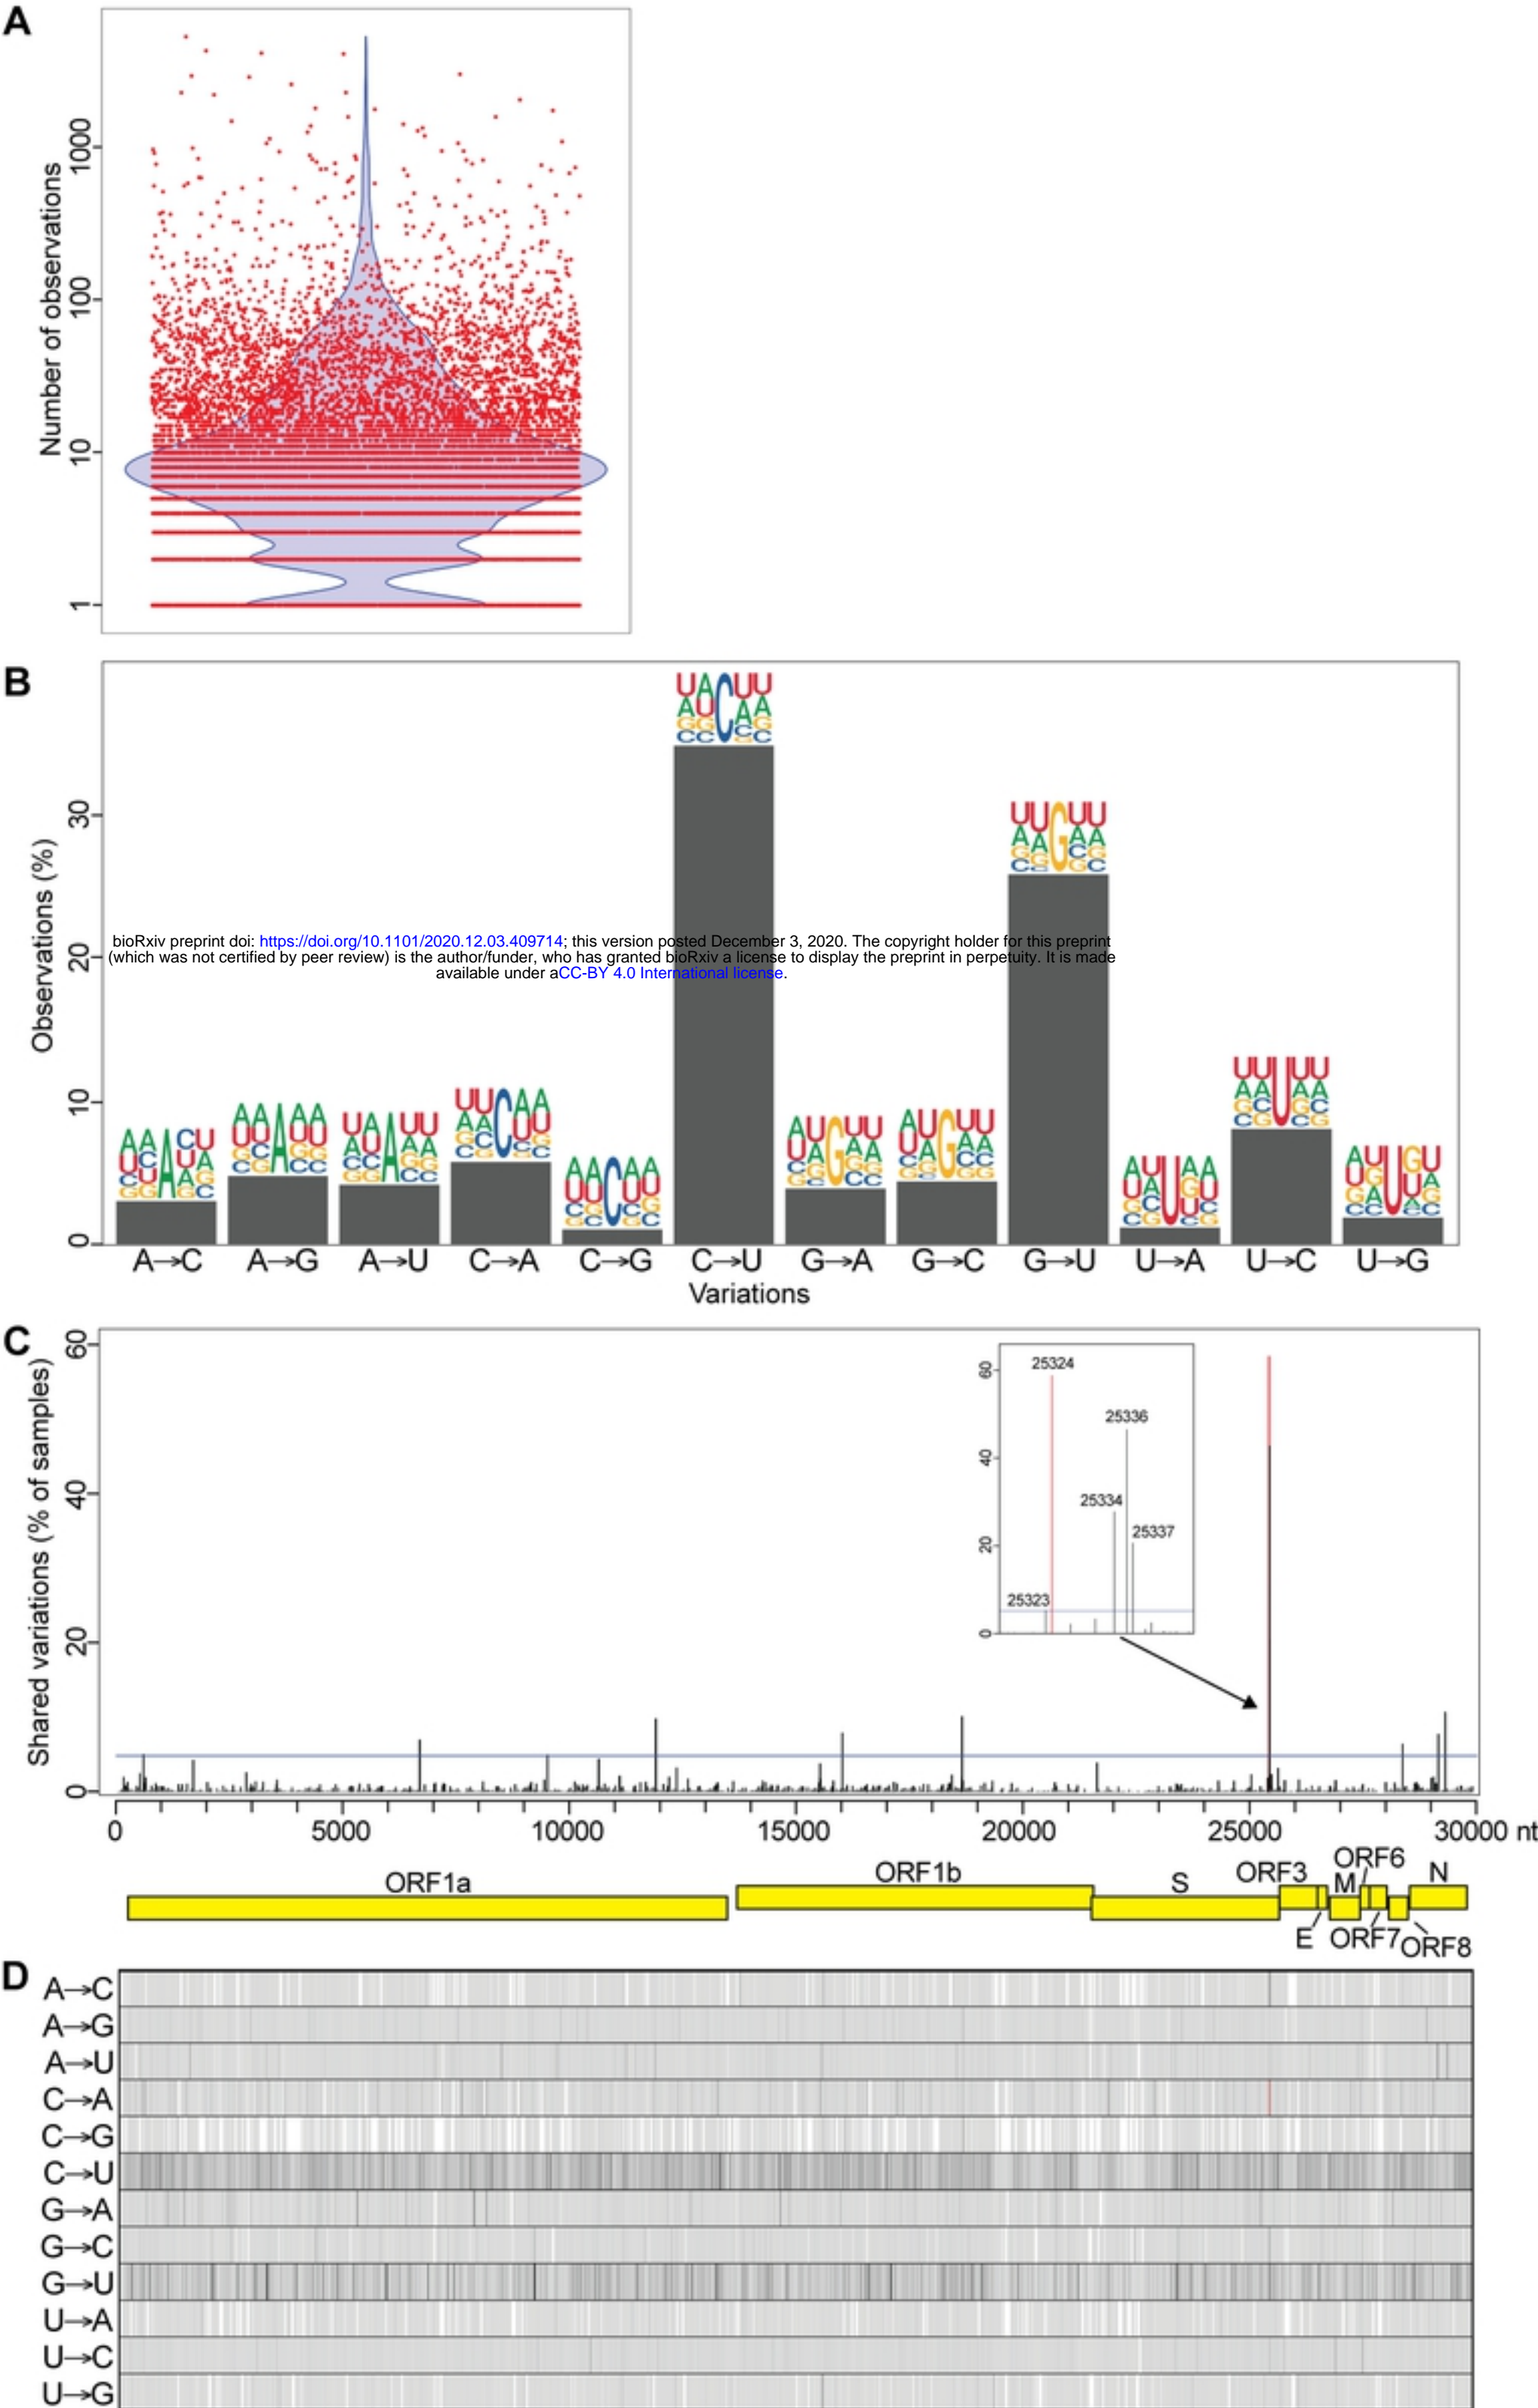 A
Number of observations
1000
100
10
1
B
Observations (%)
30
20
10
0
bioRxiv preprint doi: https://doi.org/10.1101/2020.12.03.409714; this version posted December 3, 2020. The copyright holder for this preprint
(which was not certified by peer review) is the author/funder, who has granted bioRxiv a license to display the preprint in perpetuity. It is made
available under aCC-BY 4.0 International license.
A→C A→G A→U C→A C→G C→U G→A G→C G→U U→A U→C U→G
Variations
C
Shared variations (% of samples)
60
40
20
0
60
40
20
0
25324
25336
25334
25337
25323
0 5000 10000 15000 20000 25000 30000 nt
ORF1a ORF1b S ORF3 M ORF6 N
E ORF7 ORF8
D
A→C
A→G
A→U
C→A
C→G
C→U
G→A
G→C
G→U
U→A
U→C
U→G